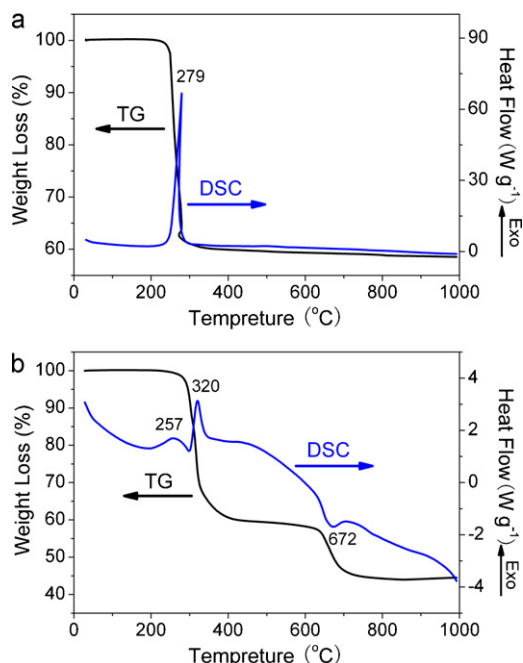 a
100
90
80
70
60
Weight Loss (%)
279
TG
DSC
90
60
30
0
Heat Flow (W g⁻¹)
Exo
0 200 400 600 800 1000
Tempreture (°C)
b
100
90
80
70
60
50
40
Weight Loss (%)
257
320
672
TG
DSC
4
2
0
-2
-4
Heat Flow (W g⁻¹)
Exo
0 200 400 600 800 1000
Tempreture (°C)